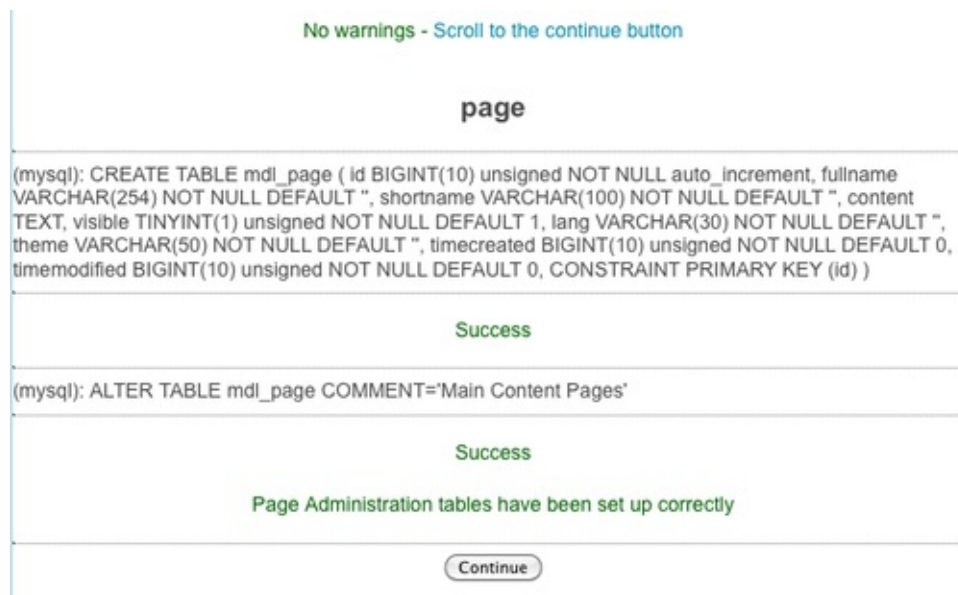 No warnings - Scroll to the continue button
page
(mysql): CREATE TABLE mdl_page ( id BIGINT(10) unsigned NOT NULL auto_increment, fullname
VARCHAR(254) NOT NULL DEFAULT '', shortname VARCHAR(100) NOT NULL DEFAULT '', content
TEXT, visible TINYINT(1) unsigned NOT NULL DEFAULT 1, lang VARCHAR(30) NOT NULL DEFAULT '',
theme VARCHAR(50) NOT NULL DEFAULT '', timecreated BIGINT(10) unsigned NOT NULL DEFAULT 0,
timemodified BIGINT(10) unsigned NOT NULL DEFAULT 0, CONSTRAINT PRIMARY KEY (id) )
Success
(mysql): ALTER TABLE mdl_page COMMENT='Main Content Pages'
Success
Page Administration tables have been set up correctly
Continue